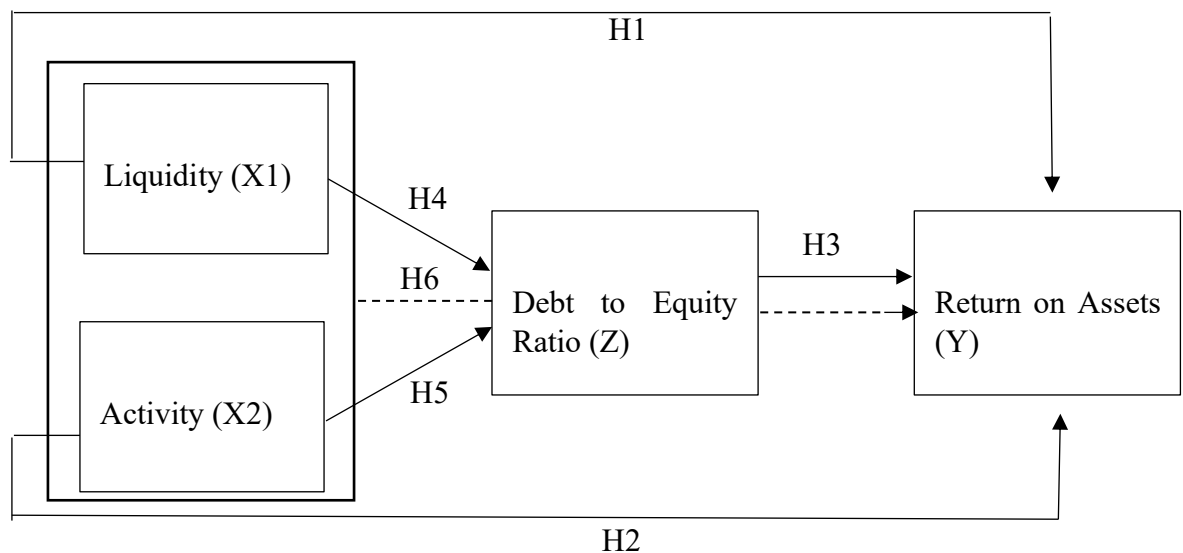 H1
Liquidity (X1)
H4
H3
H6
Debt to Equity
Ratio (Z)
Return on Assets
(Y)
H5
Activity (X2)
H2